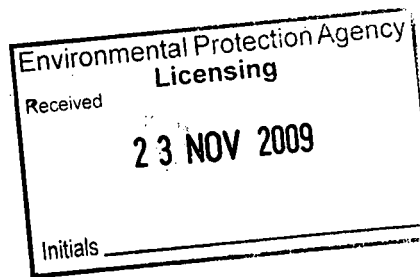 Environmental Protection Agency
Licensing
Received
23 NOV 2009
Initials